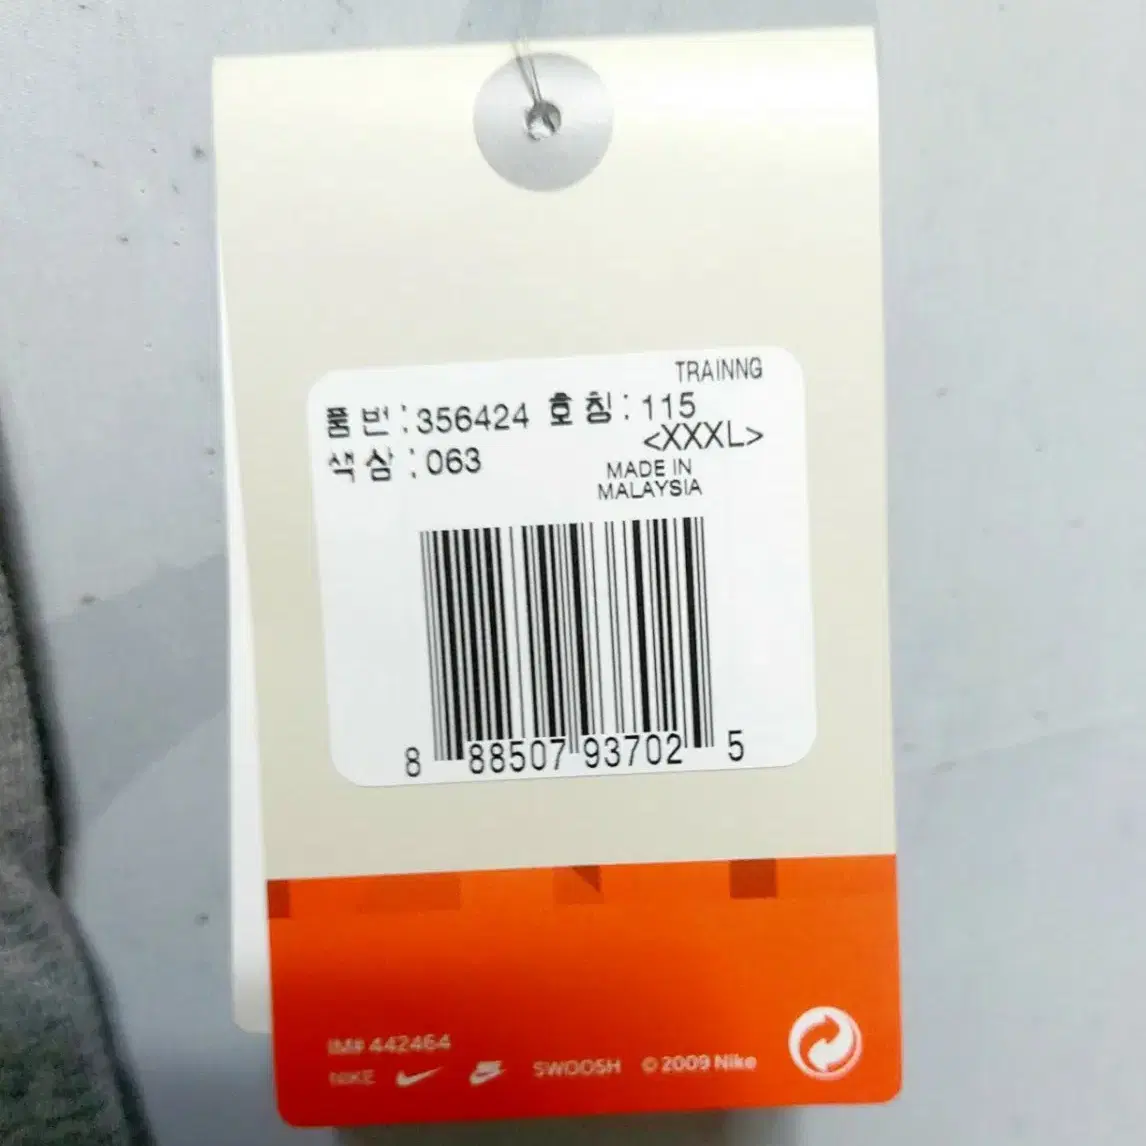 TRAINNG
품번:356424 호칭:115
<XXXL>
색삼:063
MADE IN
MALAYSIA
8 88507 93702 5
IM# 442464
NIKE SWOOSH © 2009 Nike